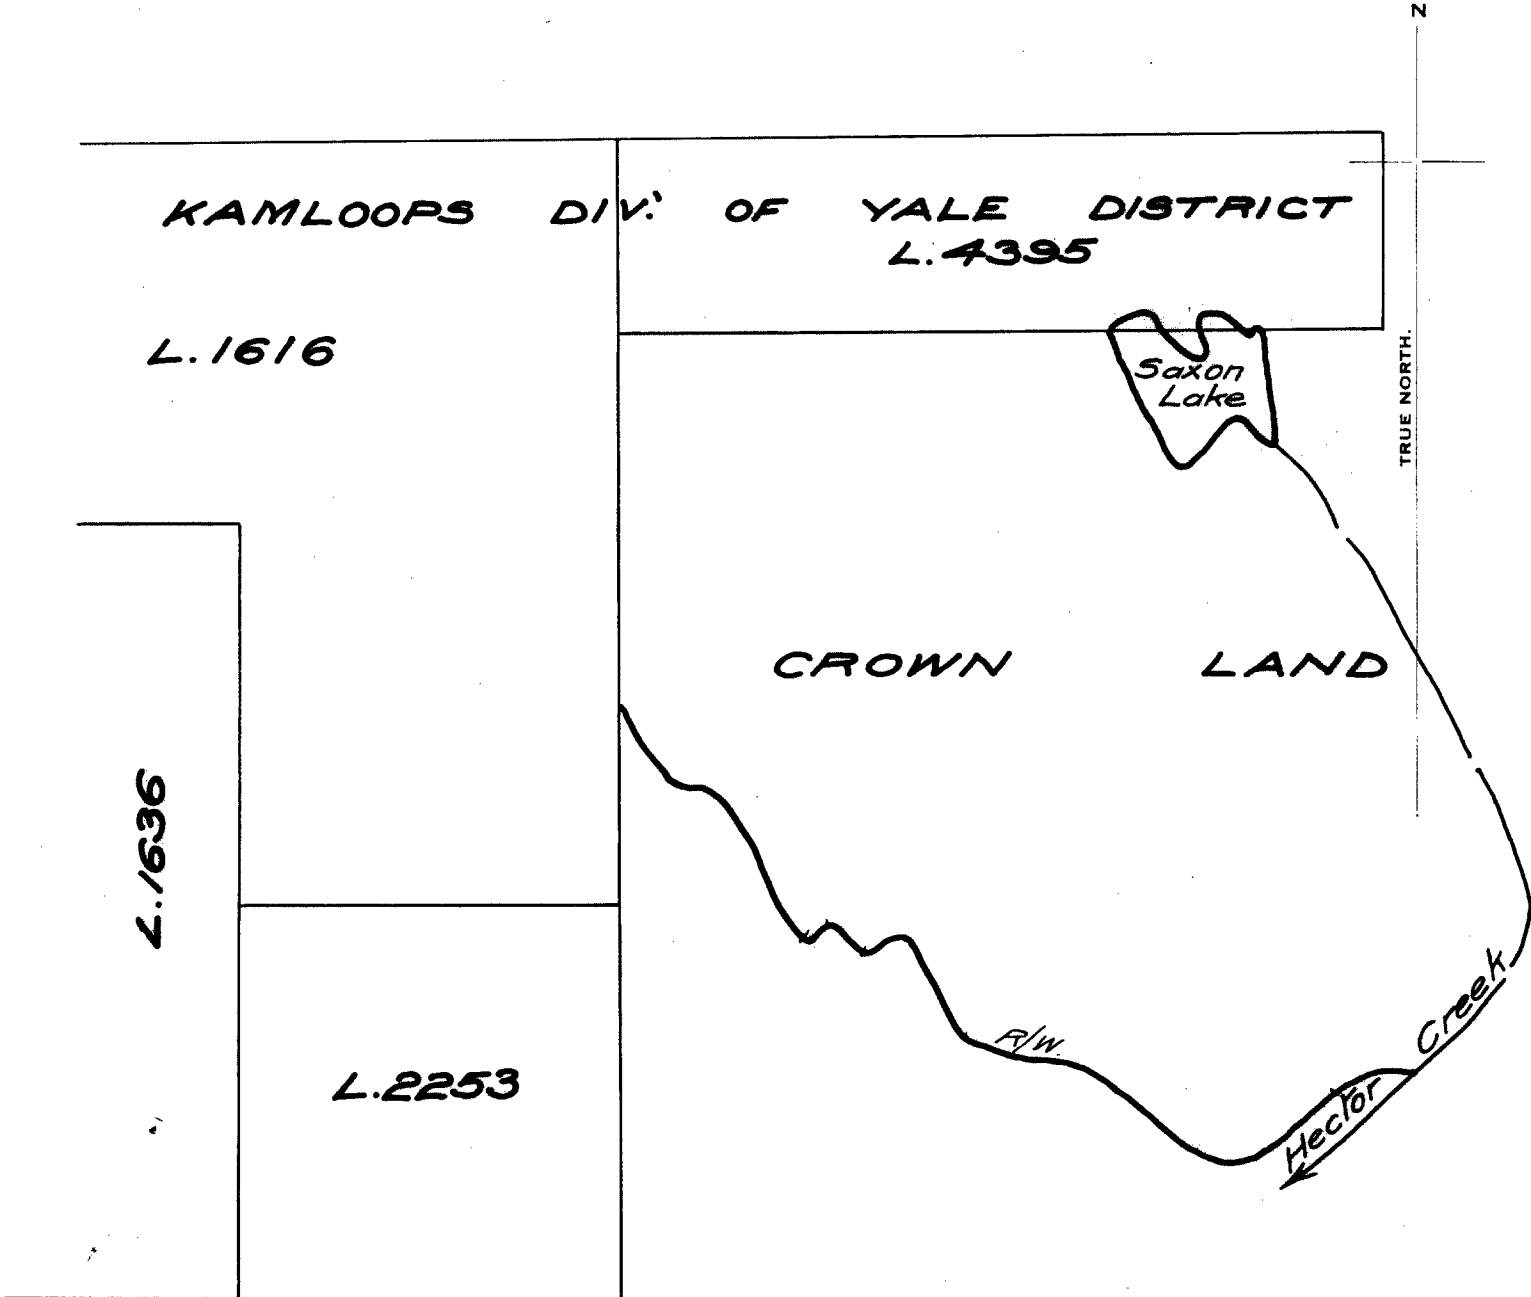 N
KAMLOOPS DIV. OF YALE DISTRICT
L. 4395
L. 1616
TRUE NORTH.
Saxon
Lake
CROWN LAND
L. 1636
R/W.
Hector Creek
L. 2253